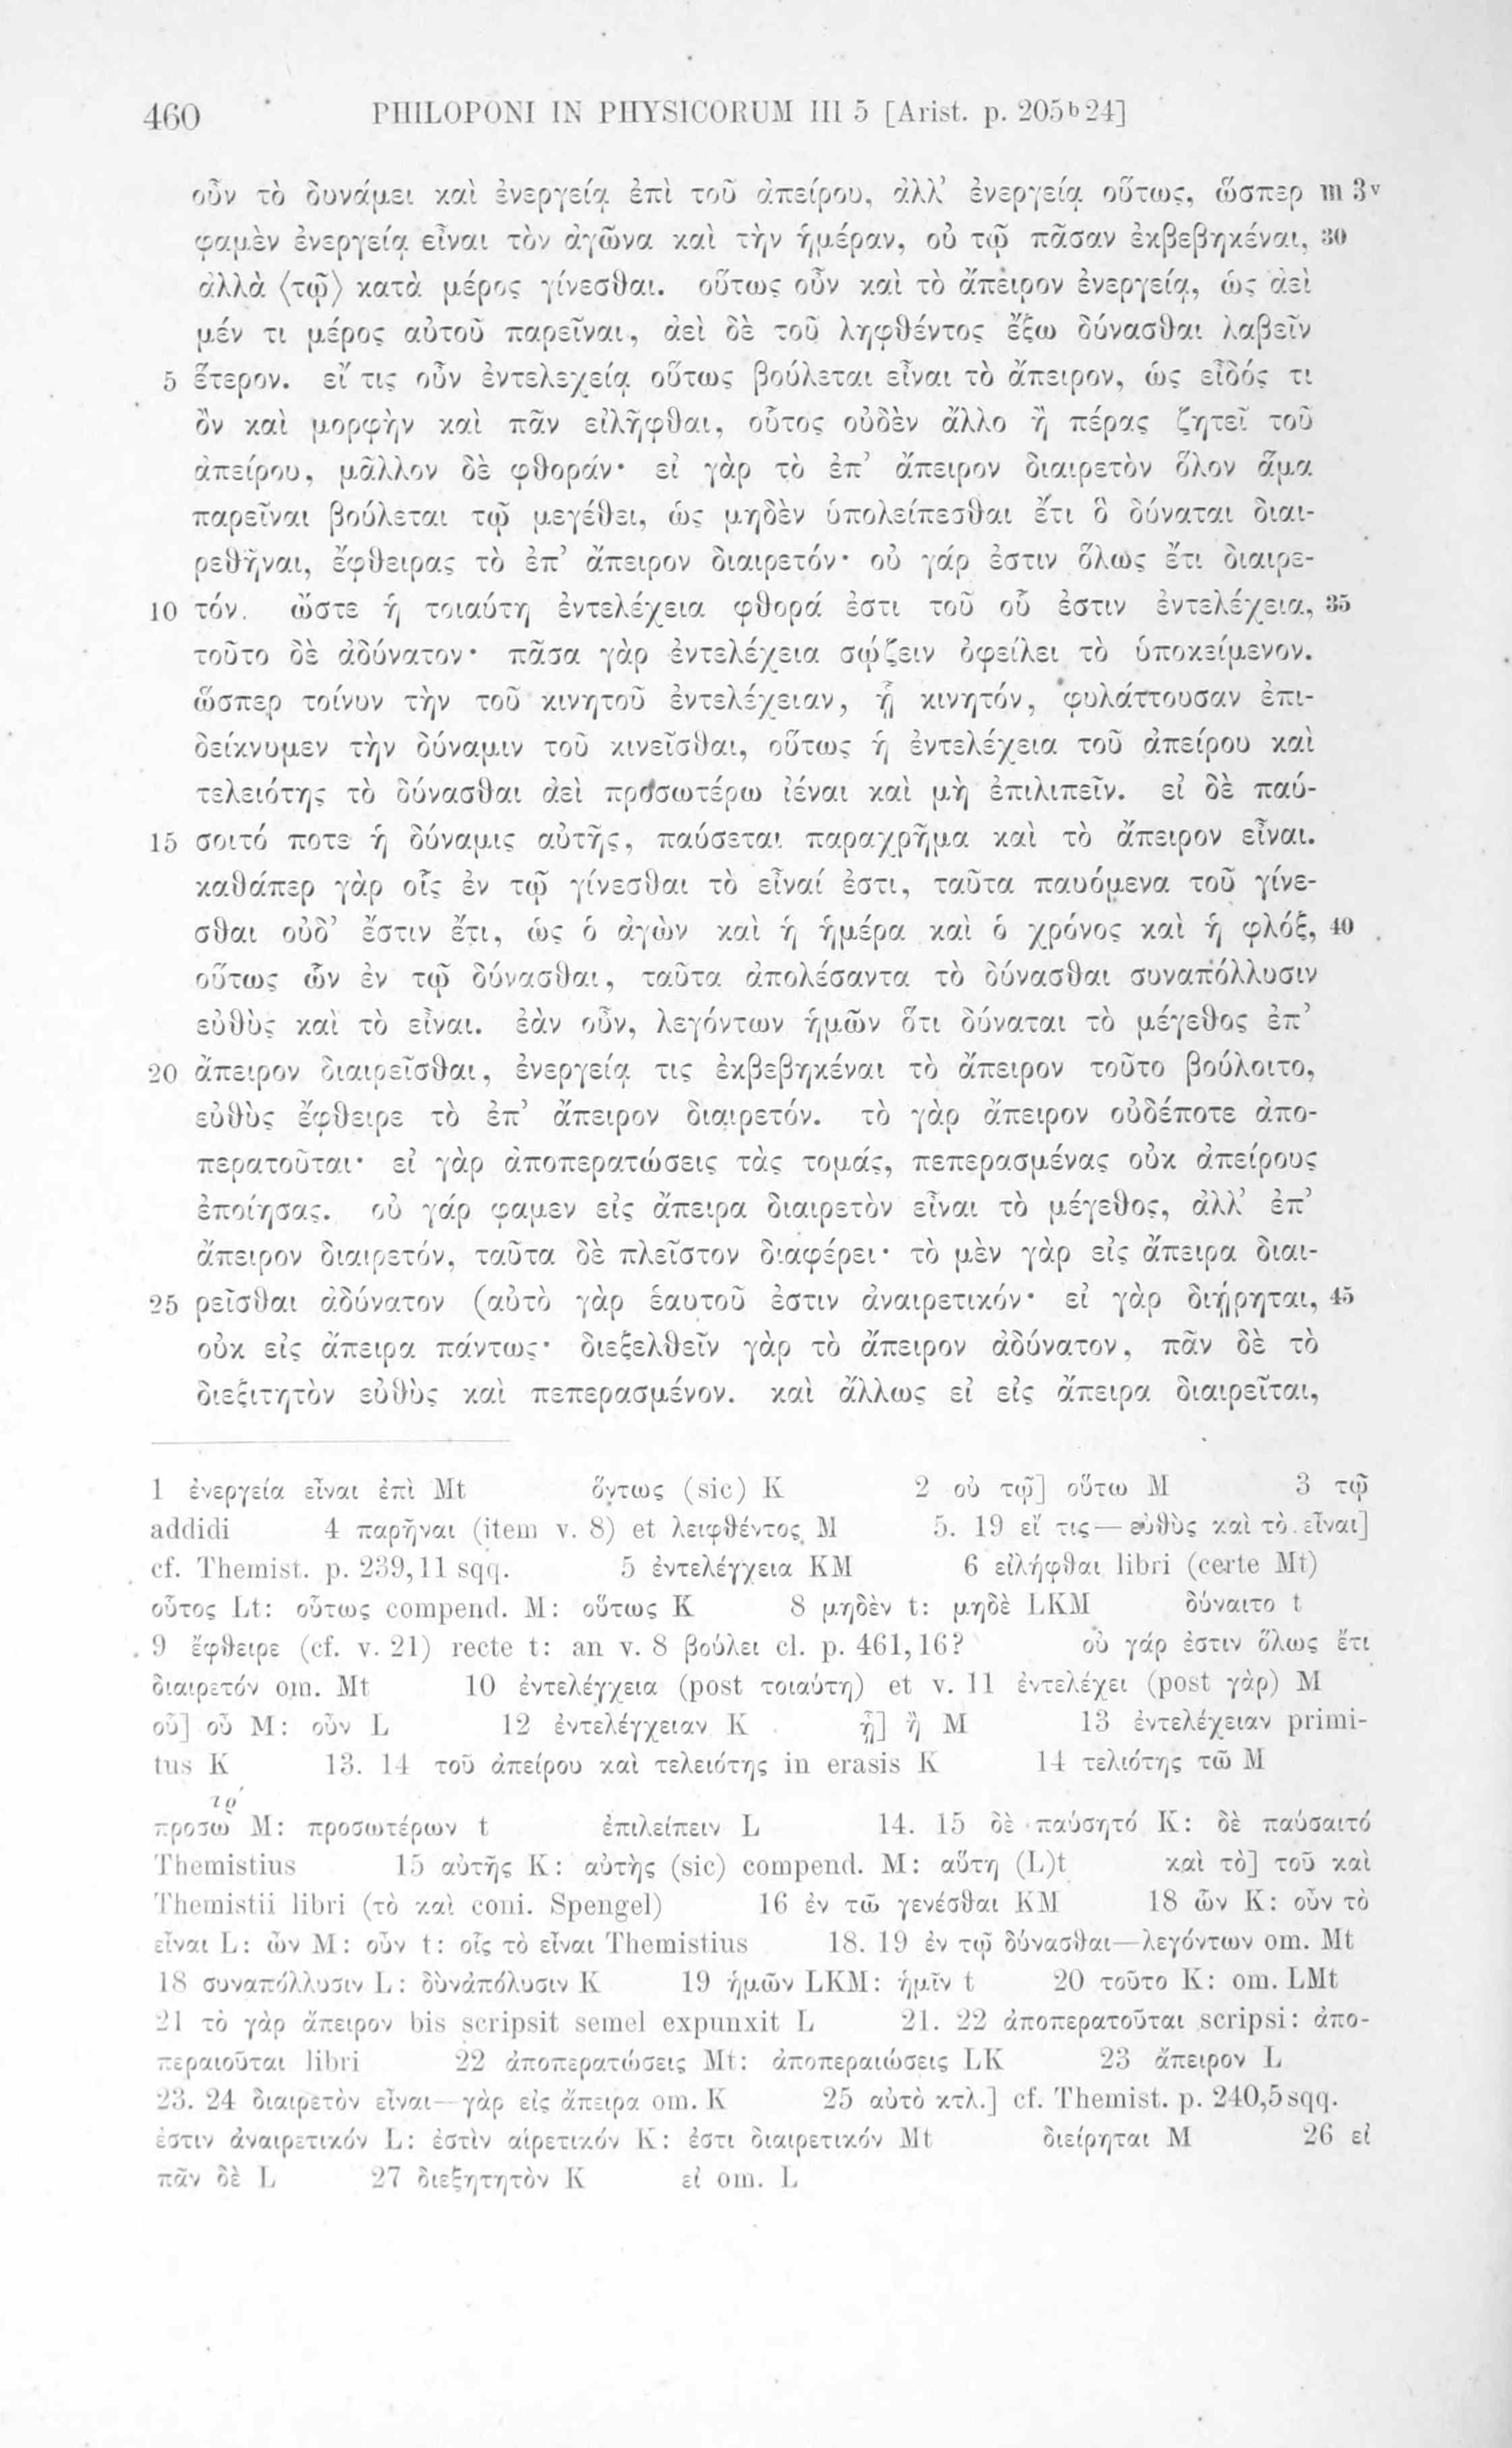 460 PHILOPONI IN PHYSICORUM III 5 [Arist. p. 205ᵇ24]
οὖν τὸ δυνάμει καὶ ἐνεργείᾳ ἐπὶ τοῦ ἀπείρου, ἀλλ’ ἐνεργείᾳ οὕτως, ὥσπερ m 3ᵛ
φαμὲν ἐνεργείᾳ εἶναι τὸν ἀγῶνα καὶ τὴν ἡμέραν, οὐ τῷ πᾶσαν ἐκβεβηκέναι, 30
ἀλλὰ ⟨τῷ⟩ κατὰ μέρος γίνεσθαι. οὕτως οὖν καὶ τὸ ἄπειρον ἐνεργείᾳ, ὡς ἀεὶ
μέν τι μέρος αὐτοῦ παρεῖναι, ἀεὶ δὲ τοῦ ληφθέντος ἔξω δύνασθαι λαβεῖν
5 ἕτερον. εἴ τις οὖν ἐντελεχείᾳ οὕτως βούλεται εἶναι τὸ ἄπειρον, ὡς εἶδός τι
ὂν καὶ μορφὴν καὶ πᾶν εἰλῆφθαι, οὗτος οὐδὲν ἄλλο ἢ πέρας ζητεῖ τοῦ
ἀπείρου, μᾶλλον δὲ φθοράν· εἰ γὰρ τὸ ἐπ’ ἄπειρον διαιρετὸν ὅλον ἅμα
παρεῖναι βούλεται τῷ μεγέθει, ὡς μηδὲν ὑπολείπεσθαι ἔτι ὃ δύναται διαι-
ρεθῆναι, ἔφθειρας τὸ ἐπ’ ἄπειρον διαιρετόν· οὐ γάρ ἐστιν ὅλως ἔτι διαιρε-
10 τόν. ὥστε ἡ τοιαύτη ἐντελέχεια φθορά ἐστι τοῦ οὗ ἐστιν ἐντελέχεια, 35
τοῦτο δὲ ἀδύνατον· πᾶσα γὰρ ἐντελέχεια σῴζειν ὀφείλει τὸ ὑποκείμενον.
ὥσπερ τοίνυν τὴν τοῦ κινητοῦ ἐντελέχειαν, ᾗ κινητόν, φυλάττουσαν ἐπι-
δείκνυμεν τὴν δύναμιν τοῦ κινεῖσθαι, οὕτως ἡ ἐντελέχεια τοῦ ἀπείρου καὶ
τελειότης τὸ δύνασθαι ἀεὶ προσωτέρω ἰέναι καὶ μὴ ἐπιλιπεῖν. εἰ δὲ παύ-
15 σοιτό ποτε ἡ δύναμις αὐτῆς, παύσεται παραχρῆμα καὶ τὸ ἄπειρον εἶναι.
καθάπερ γὰρ οἷς ἐν τῷ γίνεσθαι τὸ εἶναί ἐστι, ταῦτα παυόμενα τοῦ γίνε-
σθαι οὐδ’ ἔστιν ἔτι, ὡς ὁ ἀγὼν καὶ ἡ ἡμέρα καὶ ὁ χρόνος καὶ ἡ φλόξ, 40
οὕτως ὧν ἐν τῷ δύνασθαι, ταῦτα ἀπολέσαντα τὸ δύνασθαι συναπόλλυσιν
εὐθὺς καὶ τὸ εἶναι. ἐὰν οὖν, λεγόντων ἡμῶν ὅτι δύναται τὸ μέγεθος ἐπ’
20 ἄπειρον διαιρεῖσθαι, ἐνεργείᾳ τις ἐκβεβηκέναι τὸ ἄπειρον τοῦτο βούλοιτο,
εὐθὺς ἔφθειρε τὸ ἐπ’ ἄπειρον διαιρετόν. τὸ γὰρ ἄπειρον οὐδέποτε ἀπο-
περατοῦται· εἰ γὰρ ἀποπερατώσεις τὰς τομάς, πεπερασμένας οὐκ ἀπείρους
ἐποίησας. οὐ γάρ φαμεν εἰς ἄπειρα διαιρετὸν εἶναι τὸ μέγεθος, ἀλλ’ ἐπ’
ἄπειρον διαιρετόν, ταῦτα δὲ πλεῖστον διαφέρει· τὸ μὲν γὰρ εἰς ἄπειρα διαι-
25 ρεῖσθαι ἀδύνατον (αὐτὸ γὰρ ἑαυτοῦ ἐστιν ἀναιρετικόν· εἰ γὰρ διῄρηται, 45
οὐκ εἰς ἄπειρα πάντως· διεξελθεῖν γὰρ τὸ ἄπειρον ἀδύνατον, πᾶν δὲ τὸ
διεξιτητὸν εὐθὺς καὶ πεπερασμένον. καὶ ἄλλως εἰ εἰς ἄπειρα διαιρεῖται,
1 ἐνεργεία εἶναι ἐπὶ Mt ὄντως (sic) K 2 οὐ τῷ] οὕτω M 3 τῷ
addidi 4 παρῆναι (item v. 8) et λειφθέντος M 5. 19 εἴ τις—εὐθὺς καὶ τὸ εἶναι]
cf. Themist. p. 239,11 sqq. 5 ἐντελέγχεια KM 6 εἰλήφθαι libri (certe Mt)
οὗτος Lt: οὗτως compend. M: οὕτως K 8 μηδὲν t: μηδὲ LKM δύναιτο t
9 ἔφθειρε (cf. v. 21) recte t: an v. 8 βούλει cl. p. 461,16? οὐ γάρ ἐστιν ὅλως ἔτι
διαιρετόν om. Mt 10 ἐντελέγχεια (post τοιαύτη) et v. 11 ἐντελέχει (post γὰρ) M
οὗ] οὗ M: οὖν L 12 ἐντελέγχειαν K ᾗ] ἢ M 13 ἐντελέχειαν primi-
tus K 13. 14 τοῦ ἀπείρου καὶ τελειότης in erasis K 14 τελιότης τῶ M
τρ
προσω M: προσωτέρων t ἐπιλείπειν L 14. 15 δὲ παύσητό K: δὲ παύσαιτό
Themistius 15 αὐτῆς K: αὐτὴς (sic) compend. M: αὕτη (L)t καὶ τὸ] τοῦ καὶ
Themistii libri (τὸ καὶ coni. Spengel) 16 ἐν τῶ γενέσθαι KM 18 ὧν K: οὖν τὸ
εἶναι L: ὦν M: οὖν t: οἷς τὸ εἶναι Themistius 18. 19 ἐν τῷ δύνασθαι—λεγόντων om. Mt
18 συναπόλλυσιν L: δὺνάπόλυσιν K 19 ἡμῶν LKM: ἡμῖν t 20 τοῦτο K: om. LMt
21 τὸ γὰρ ἄπειρον bis scripsit semel expunxit L 21. 22 ἀποπερατοῦται scripsi: ἀπο-
περαιοῦται libri 22 ἀποπερατώσεις Mt: ἀποπεραιώσεις LK 23 ἄπειρον L
23. 24 διαιρετὸν εἶναι—γὰρ εἰς ἄπειρα om. K 25 αὐτὸ κτλ.] cf. Themist. p. 240,5 sqq.
ἐστιν ἀναιρετικόν L: ἐστὶν αἱρετικόν K: ἐστι διαιρετικόν Mt διείρηται M 26 εἰ
πᾶν δὲ L 27 διεξητητὸν K εἰ om. L